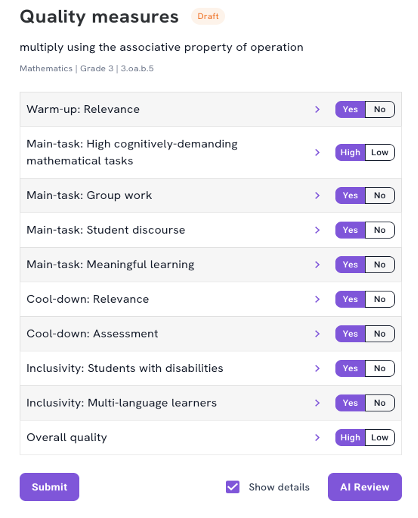 Quality measures Draft
multiply using the associative property of operation
Mathematics | Grade 3 | 3.oa.b.5
Warm-up: Relevance Yes No
Main-task: High cognitively-demanding
mathematical tasks High Low
Main-task: Group work Yes No
Main-task: Student discourse Yes No
Main-task: Meaningful learning Yes No
Cool-down: Relevance Yes No
Cool-down: Assessment Yes No
Inclusivity: Students with disabilities Yes No
Inclusivity: Multi-language learners Yes No
Overall quality High Low
Submit Show details AI Review